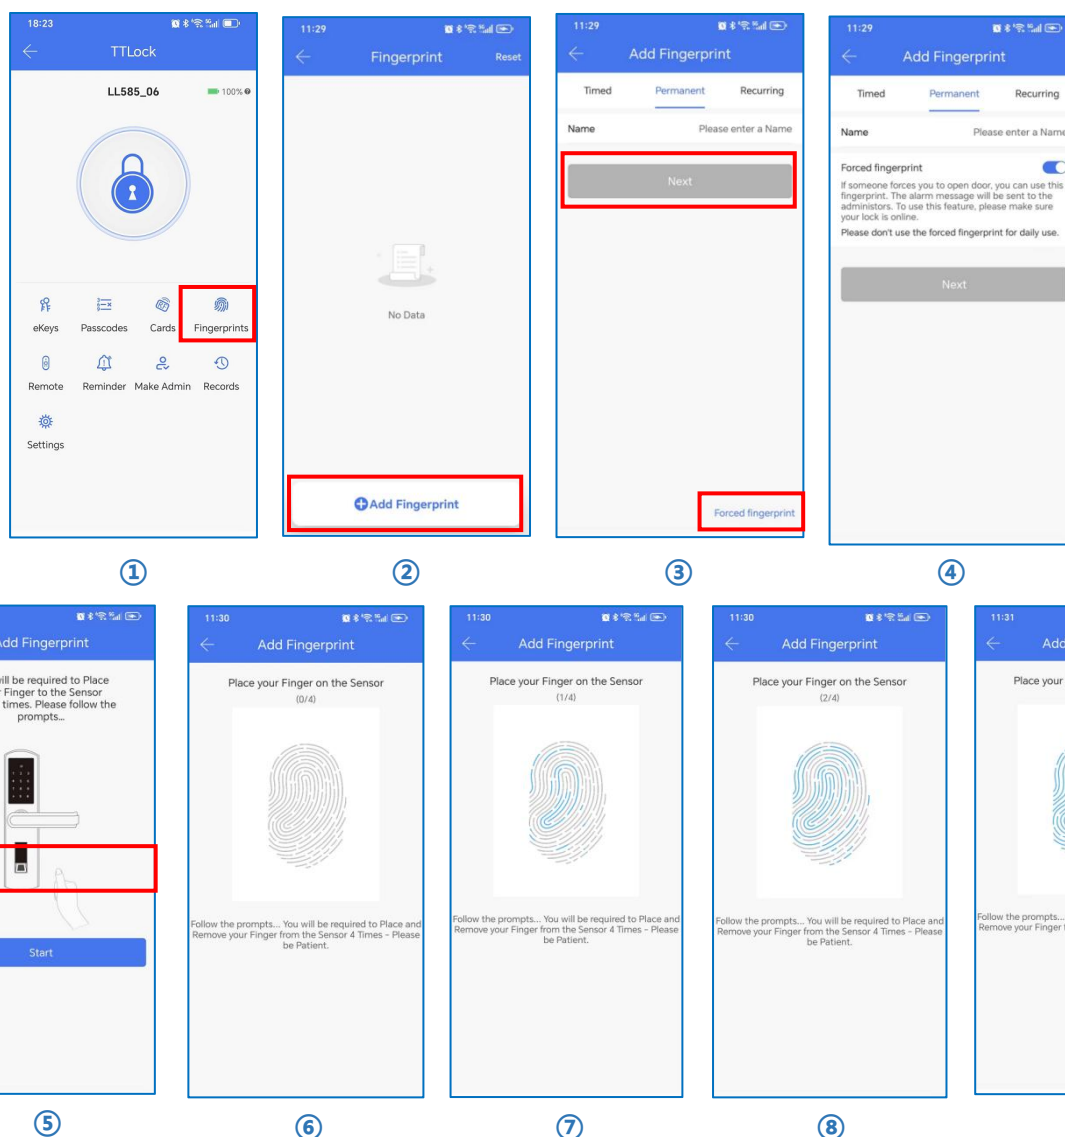 18:23
TTLock
LL585_06
100%
eKeys
Passcodes
Cards
Fingerprints
Remote
Reminder
Make Admin
Records
Settings
①
11:29
Fingerprint
Reset
No Data
Add Fingerprint
②
11:29
Add Fingerprint
Timed
Permanent
Recurring
Name
Please enter a Name
Next
Forced fingerprint
③
11:29
Add Fingerprint
Timed
Permanent
Recurring
Name
Please enter a Name
Forced fingerprint
If someone forces you to open door, you can use this
fingerprint. The alarm message will be sent to the
administors. To use this feature, please make sure
your lock is online.
Please don't use the forced fingerprint for daily use.
Next
④
Add Fingerprint
will be required to Place
Finger to the Sensor
times. Please follow the
prompts...
Start
⑤
11:30
Add Fingerprint
Place your Finger on the Sensor
(0/4)
Follow the prompts... You will be required to Place and
Remove your Finger from the Sensor 4 Times - Please
be Patient.
⑥
11:30
Add Fingerprint
Place your Finger on the Sensor
(1/4)
Follow the prompts... You will be required to Place and
Remove your Finger from the Sensor 4 Times - Please
be Patient.
⑦
11:30
Add Fingerprint
Place your Finger on the Sensor
(2/4)
Follow the prompts... You will be required to Place and
Remove your Finger from the Sensor 4 Times - Please
be Patient.
⑧
11:31
Add
Place your
Follow the prompts...
Remove your Finger